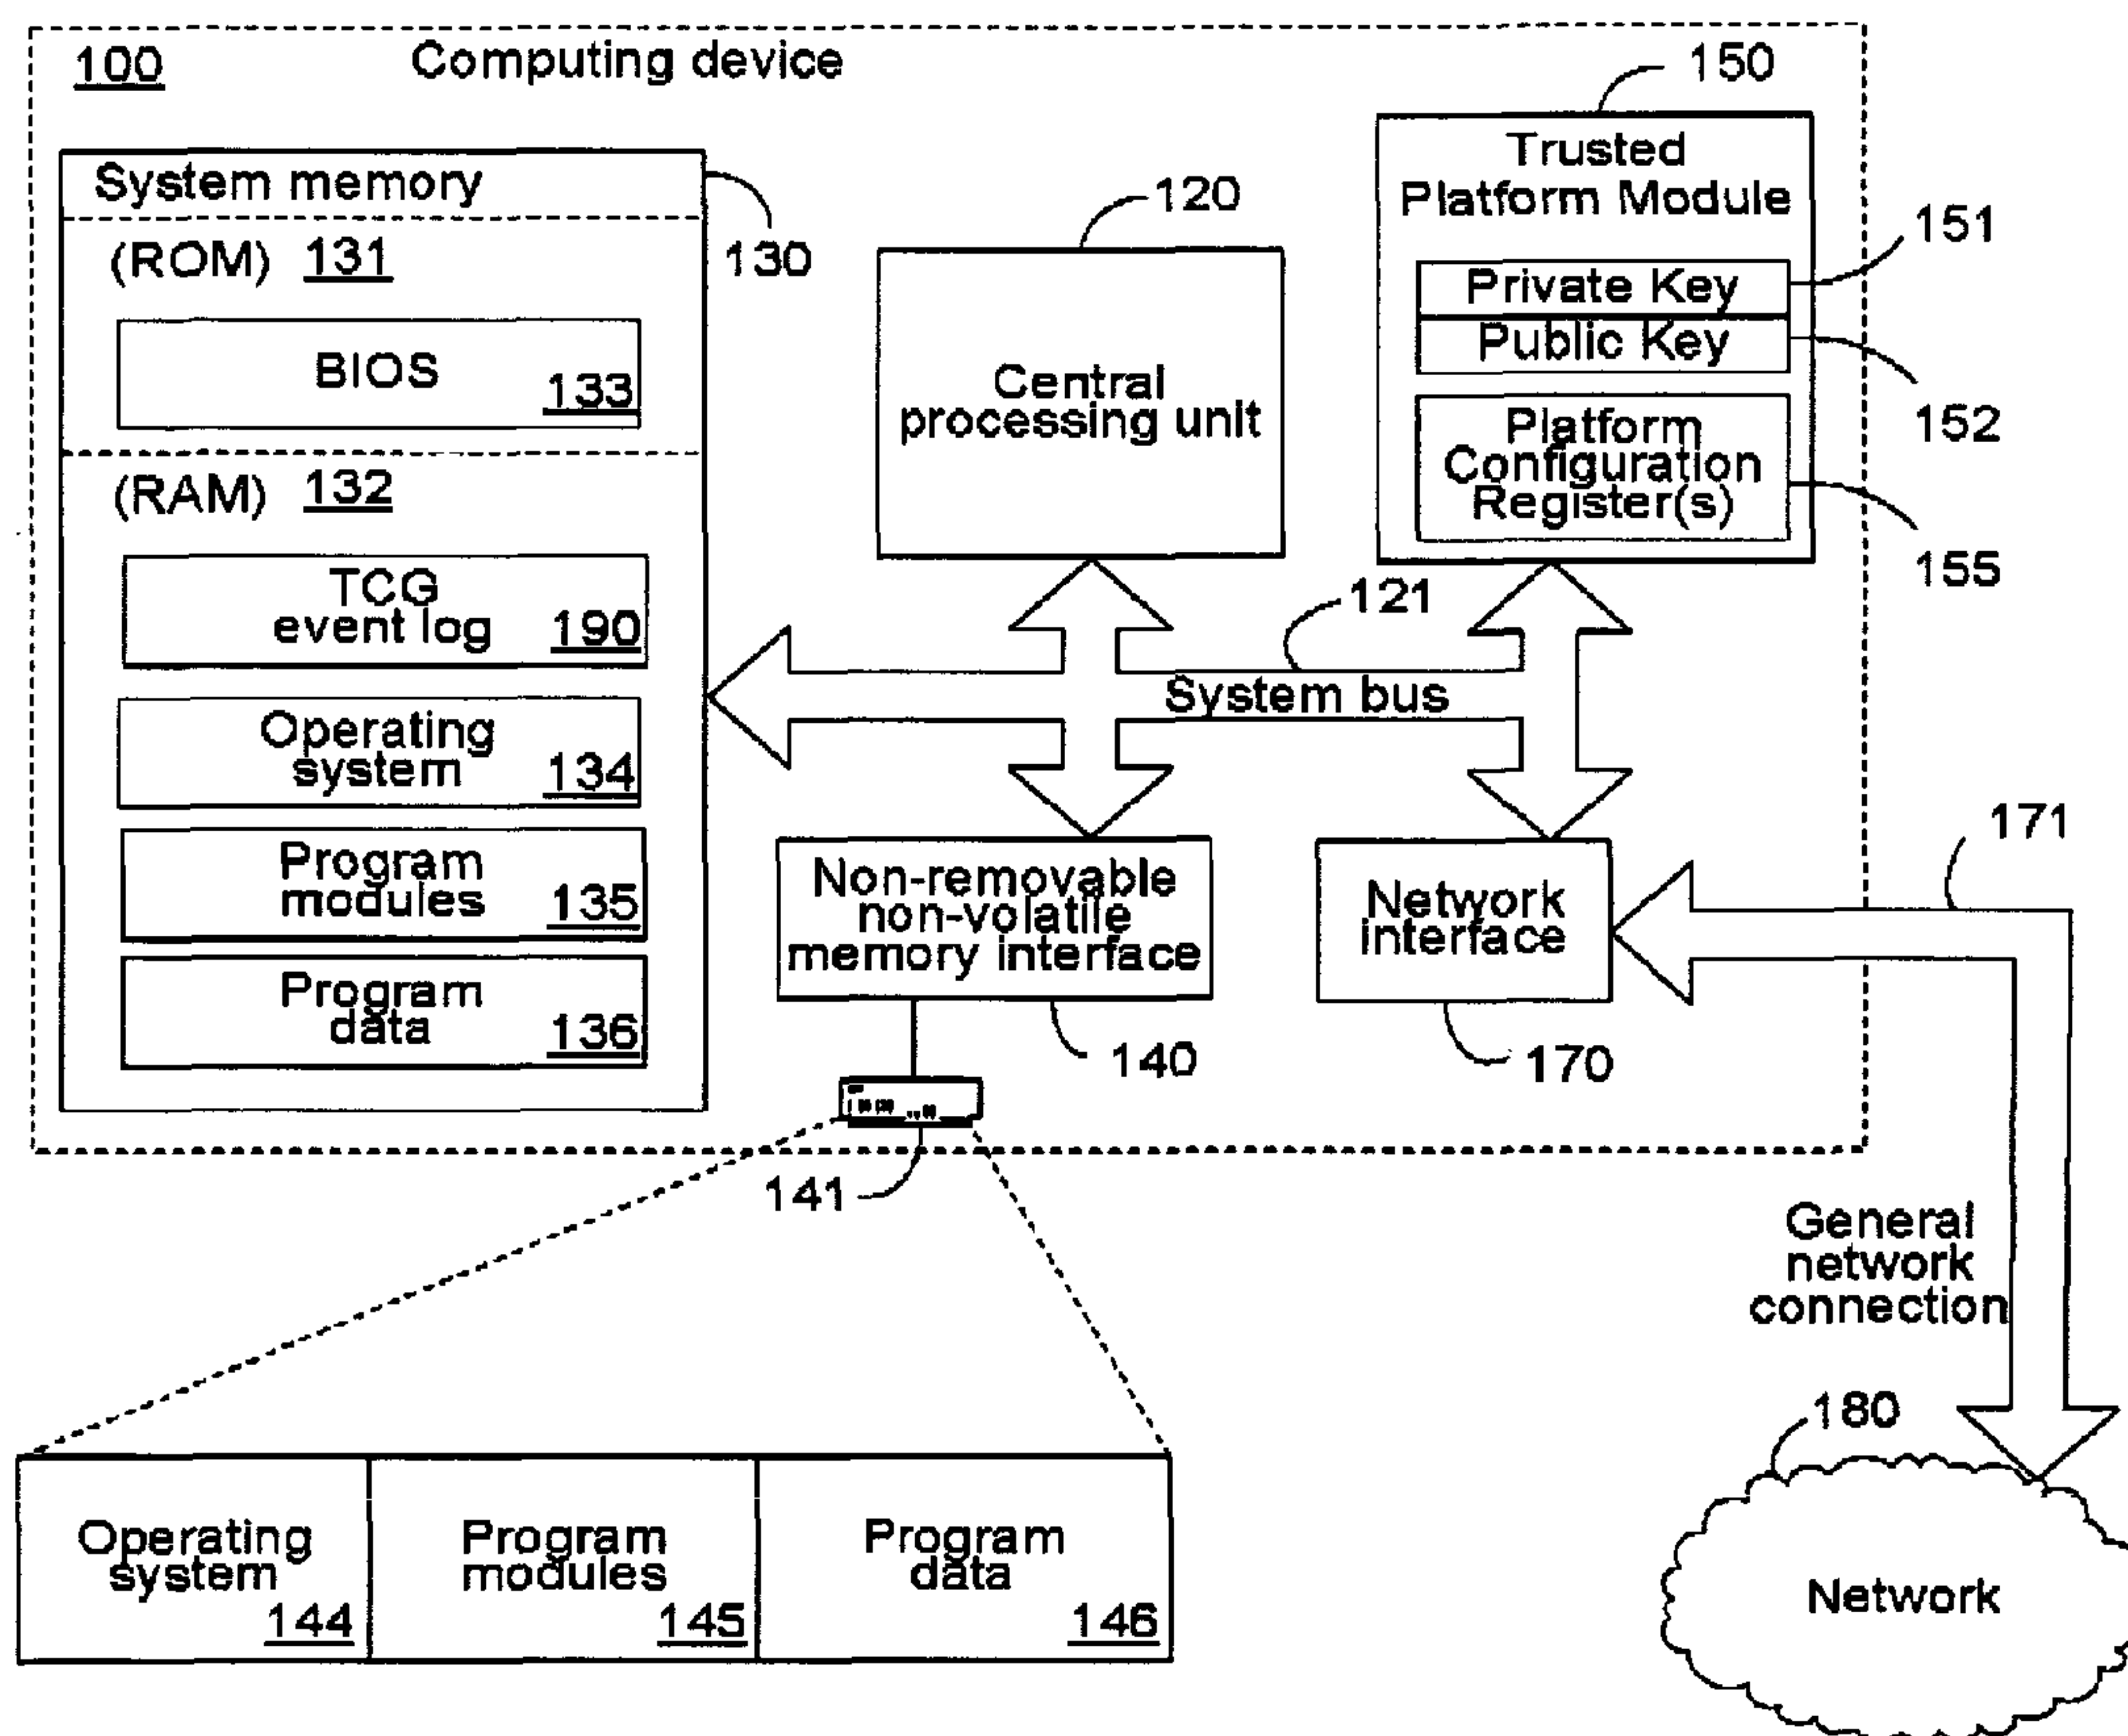 100
Computing device
150
System memory
130
(ROM) 131
BIOS
133
(RAM) 132
TCG
event log
190
Operating
system
134
Program
modules
135
Program
data
136
120
Central
processing unit
Trusted
Platform Module
Private Key
151
Public Key
152
Platform
Configuration
Register(s)
155
121
System bus
Non-removable
non-volatile
memory interface
140
141
Network
interface
170
171
General
network
connection
180
Network
Operating
system
144
Program
modules
145
Program
data
146